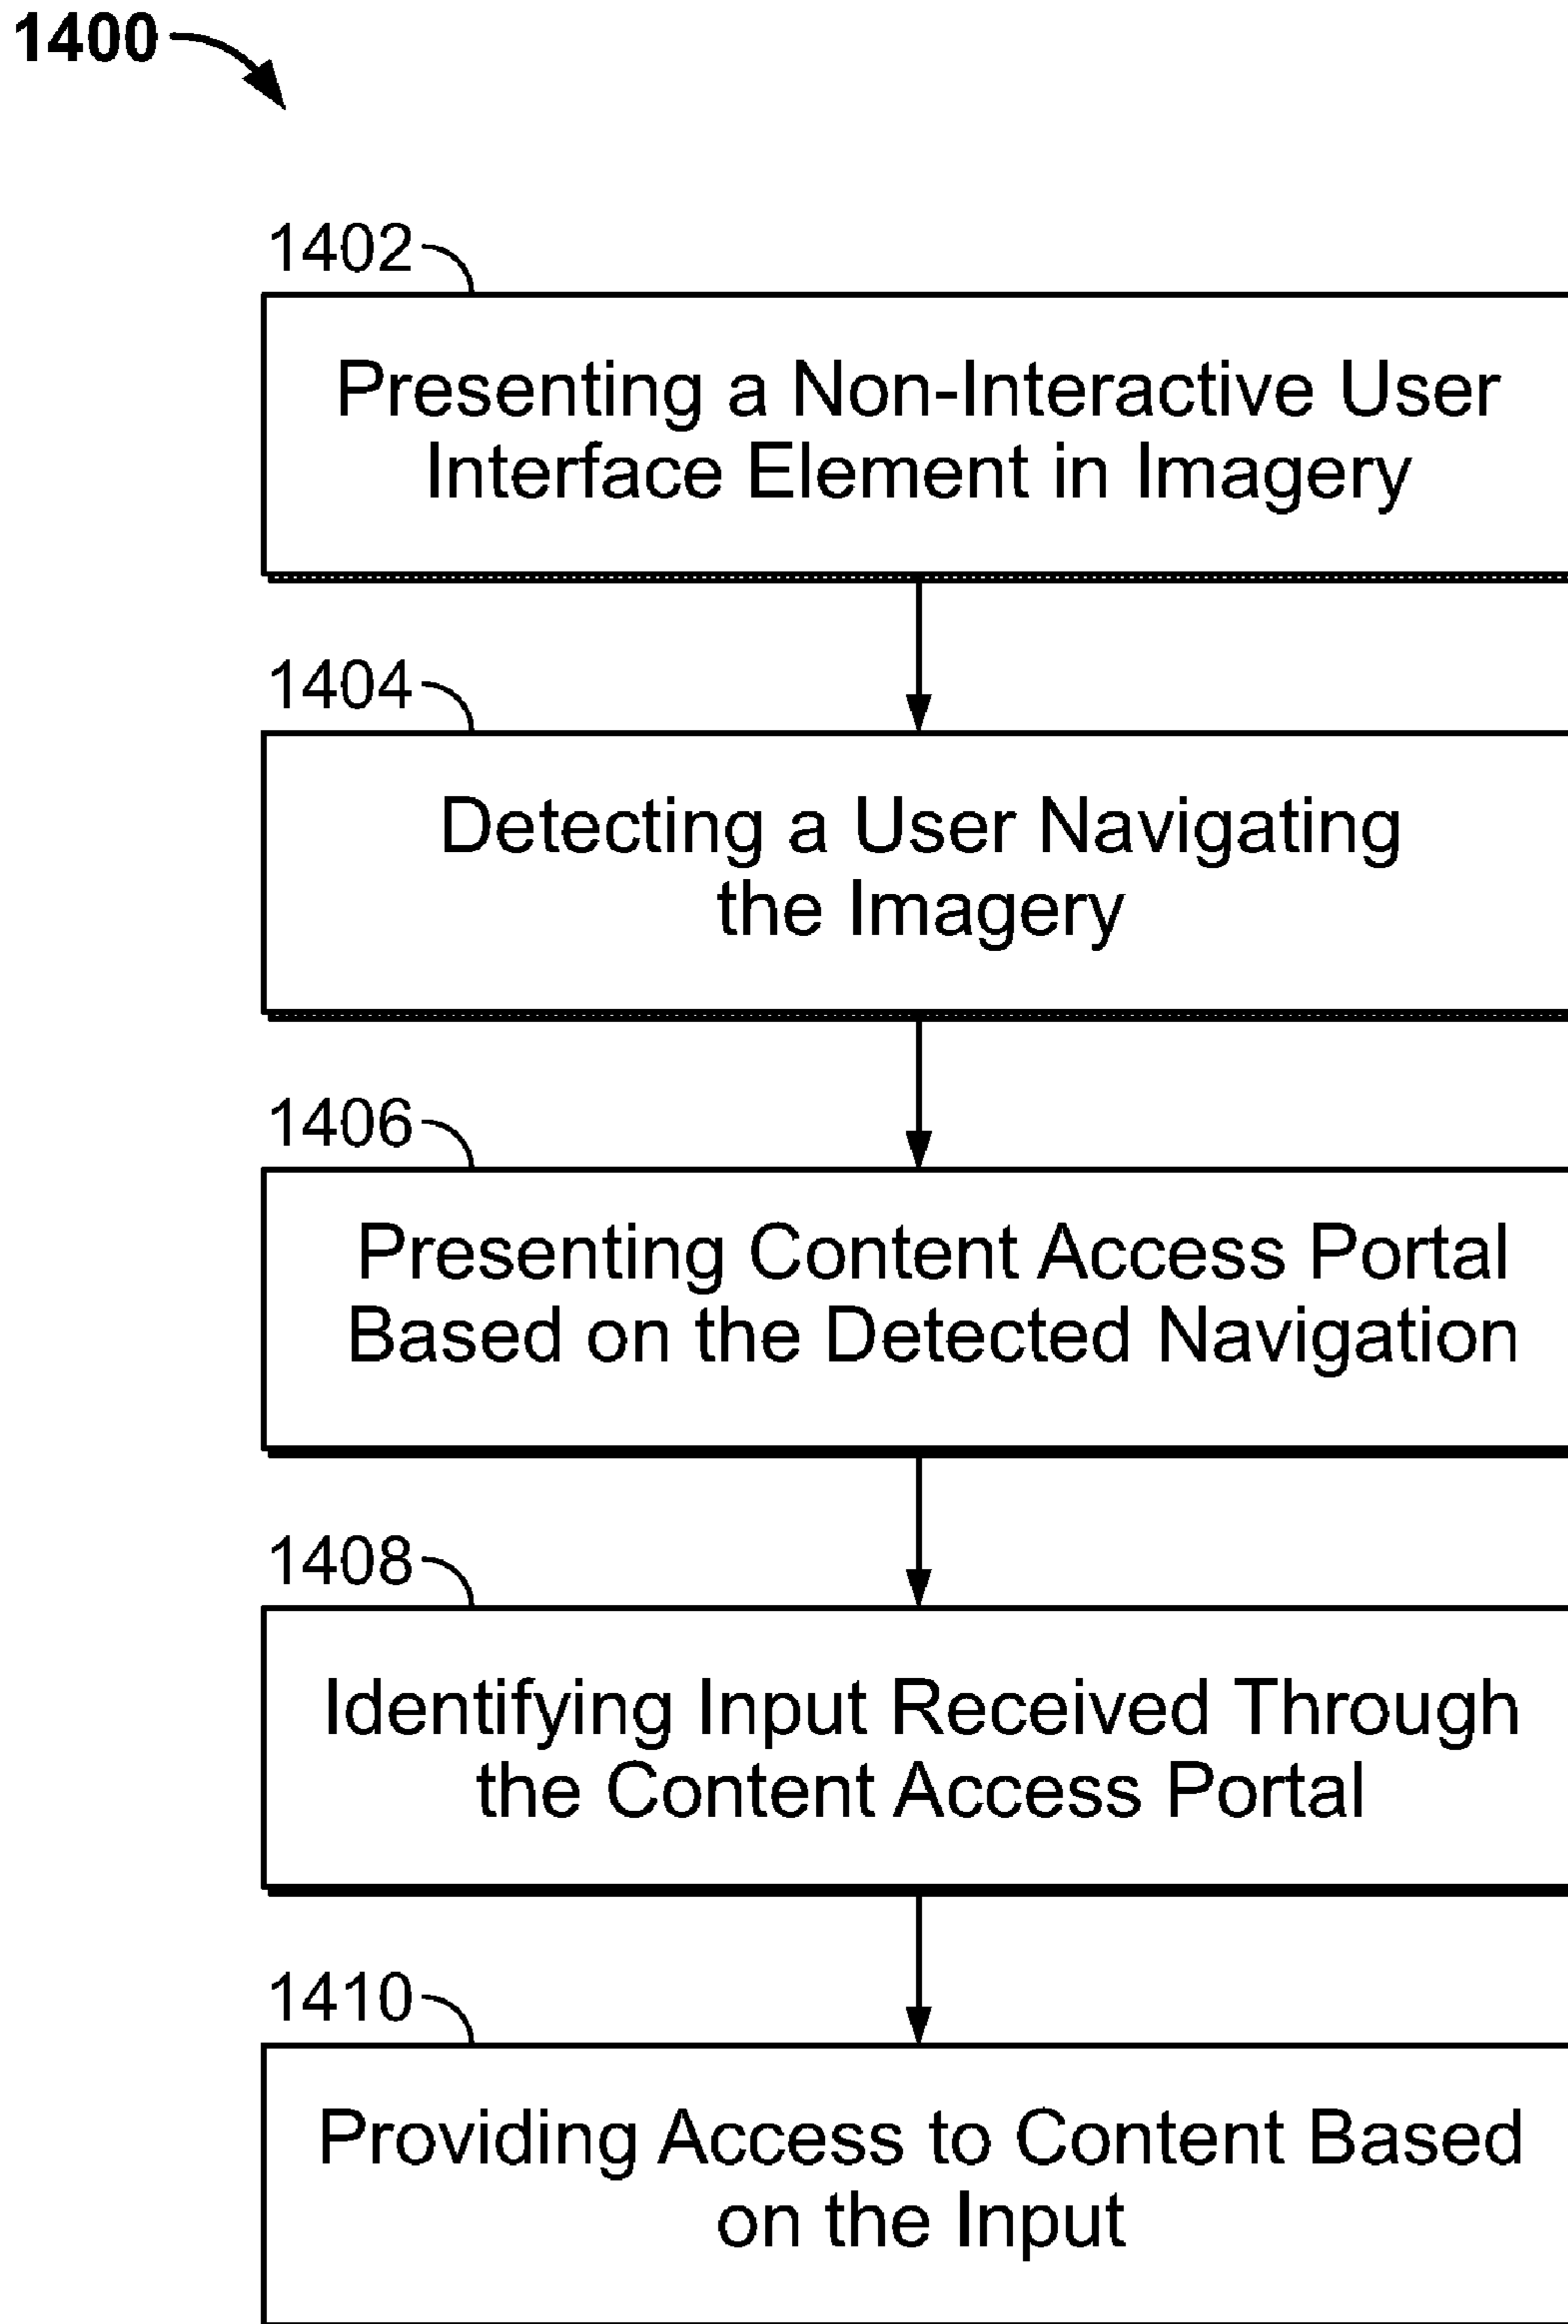 1400
1402
Presenting a Non-Interactive User
Interface Element in Imagery
1404
Detecting a User Navigating
the Imagery
1406
Presenting Content Access Portal
Based on the Detected Navigation
1408
Identifying Input Received Through
the Content Access Portal
1410
Providing Access to Content Based
on the Input